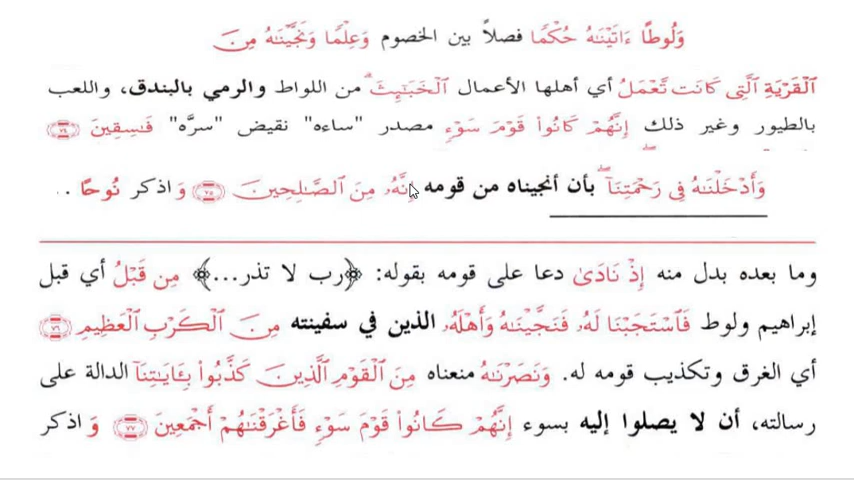 وَلُوطًا ءَاتَيْنَٰهُ حُكْمًا فصلاً بين الخصوم وَعِلْمًا وَنَجَّيْنَٰهُ مِنَ
ٱلْقَرْيَةِ ٱلَّتِى كَانَت تَّعْمَلُ أي أهلها الأعمال ٱلْخَبَٰٓئِثَ من اللواط والرمي بالبندق، واللعب
بالطيور وغير ذلك إِنَّهُمْ كَانُوا۟ قَوْمَ سَوْءٍ مصدر "ساءه" نقيض "سرَّه" فَٰسِقِينَ ٧٤
وَأَدْخَلْنَٰهُ فِى رَحْمَتِنَآ بأن أنجيناه من قومه إِنَّهُۥ مِنَ ٱلصَّٰلِحِينَ ٧٥ وَ اذكر نُوحًا
وما بعده بدل منه إِذْ نَادَىٰ دعا على قومه بقوله: ﴿رب لا تذر...﴾ مِن قَبْلُ أي قبل
إبراهيم ولوط فَٱسْتَجَبْنَا لَهُۥ فَنَجَّيْنَٰهُ وَأَهْلَهُۥ الذين في سفينته مِنَ ٱلْكَرْبِ ٱلْعَظِيمِ ٧٦
أي الغرق وتكذيب قومه له. وَنَصَرْنَٰهُ منعناه مِنَ ٱلْقَوْمِ ٱلَّذِينَ كَذَّبُوا۟ بِـَٔايَٰتِنَآ الدالة على
رسالته، أن لا يصلوا إليه بسوء إِنَّهُمْ كَانُوا۟ قَوْمَ سَوْءٍ فَأَغْرَقْنَٰهُمْ أَجْمَعِينَ ٧٧ وَ اذكر